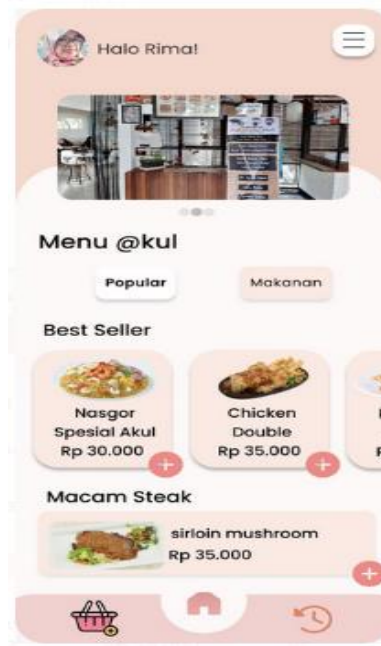 Halo Rima!
Menu @kul
Popular
Makanan
Best Seller
Nasgor
Spesial Akul
Rp 30.000
Chicken
Double
Rp 35.000
Macam Steak
sirloin mushroom
Rp 35.000